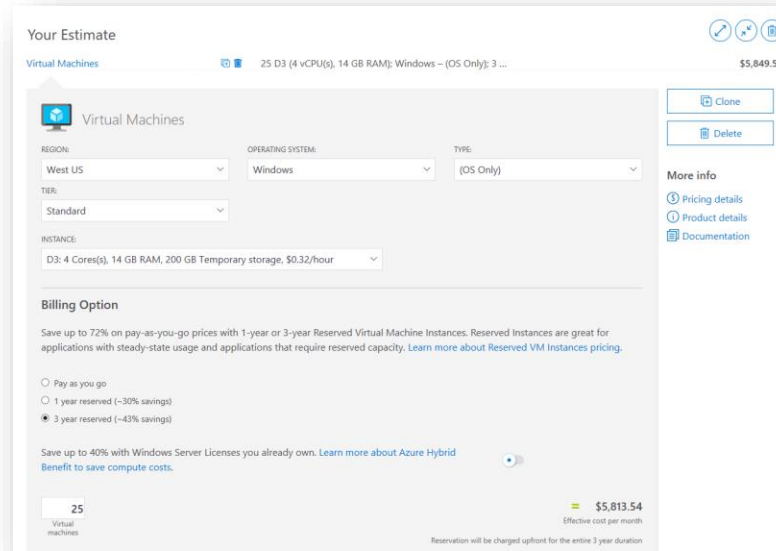 Your Estimate
Virtual Machines 25 D3 (4 vCPU(s), 14 GB RAM); Windows – (OS Only); 3 ... $5,849.5
Virtual Machines
Clone
Delete
REGION: OPERATING SYSTEM: TYPE:
West US Windows (OS Only)
TIER:
Standard
INSTANCE:
D3: 4 Cores(s), 14 GB RAM, 200 GB Temporary storage, $0.32/hour
More info
Pricing details
Product details
Documentation
Billing Option
Save up to 72% on pay-as-you-go prices with 1-year or 3-year Reserved Virtual Machine Instances. Reserved Instances are great for
applications with steady-state usage and applications that require reserved capacity. Learn more about Reserved VM Instances pricing.
Pay as you go
1 year reserved (~30% savings)
3 year reserved (~43% savings)
Save up to 40% with Windows Server Licenses you already own. Learn more about Azure Hybrid
Benefit to save compute costs.
25 = $5,813.54
Virtual
machines
Effective cost per month
Reservation will be charged upfront for the entire 3 year duration